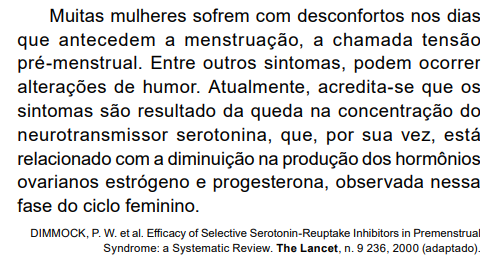 Muitas mulheres sofrem com desconfortos nos dias
que antecedem a menstruação, a chamada tensão
pré-menstrual. Entre outros sintomas, podem ocorrer
alterações de humor. Atualmente, acredita-se que os
sintomas são resultado da queda na concentração do
neurotransmissor serotonina, que, por sua vez, está
relacionado com a diminuição na produção dos hormônios
ovarianos estrógeno e progesterona, observada nessa
fase do ciclo feminino.
DIMMOCK, P. W. et al. Efficacy of Selective Serotonin-Reuptake Inhibitors in Premenstrual
Syndrome: a Systematic Review. The Lancet, n. 9 236, 2000 (adaptado).